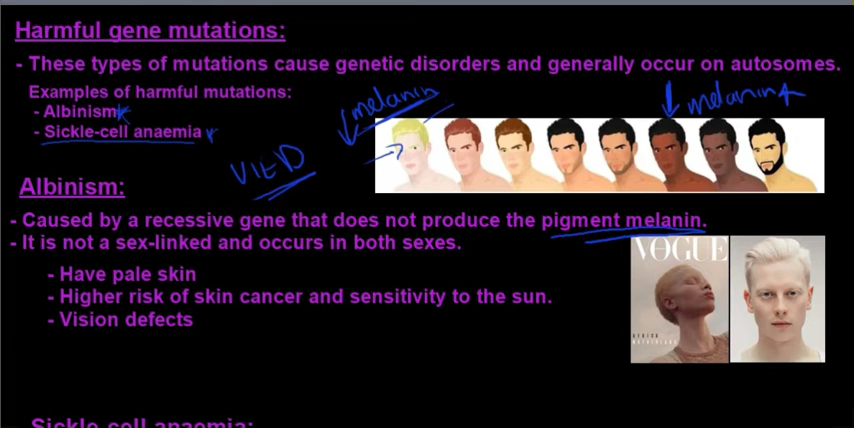 Harmful gene mutations:
- These types of mutations cause genetic disorders and generally occur on autosomes.
Examples of harmful mutations:
- Albinism
- Sickle-cell anaemia
melanin
melanin
Albinism:
- Caused by a recessive gene that does not produce the pigment melanin.
- It is not a sex-linked and occurs in both sexes.
- Have pale skin
- Higher risk of skin cancer and sensitivity to the sun.
- Vision defects
VOGUE
Sickle-cell anaemia: